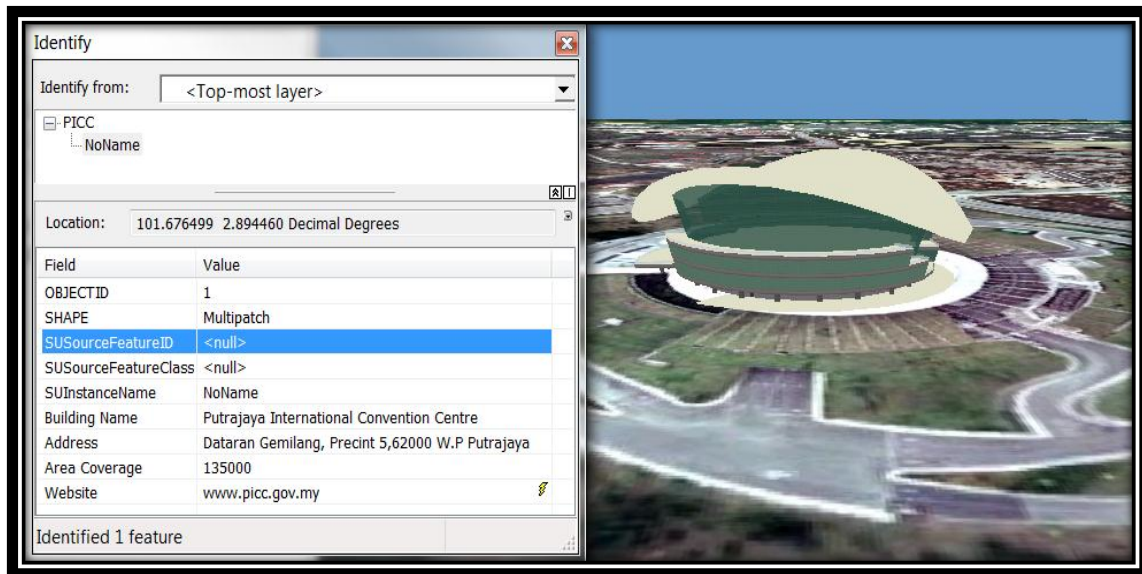 Identify
Identify from: <Top-most layer>
PICC
NoName
Location: 101.676499 2.894460 Decimal Degrees
Field Value
OBJECTID 1
SHAPE Multipatch
SUSourceFeatureID <null>
SUSourceFeatureClass <null>
SUInstanceName NoName
Building Name Putrajaya International Convention Centre
Address Dataran Gemilang, Precint 5,62000 W.P Putrajaya
Area Coverage 135000
Website www.picc.gov.my
Identified 1 feature